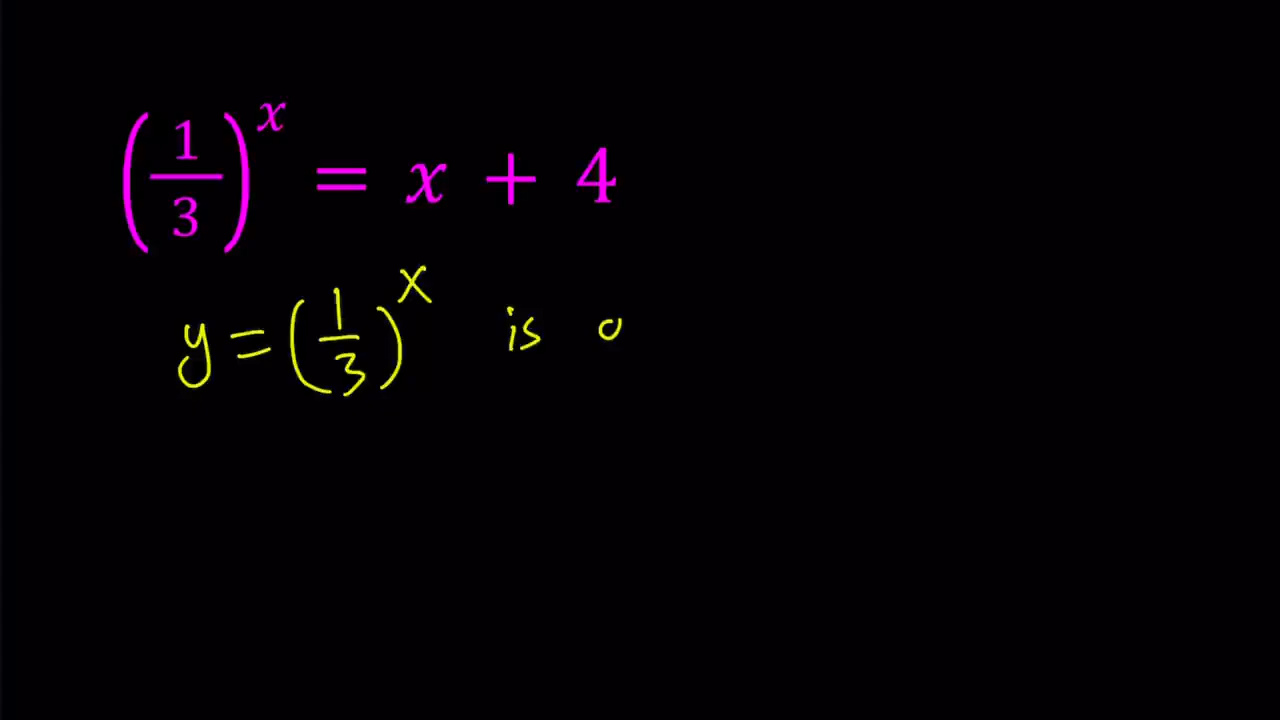 (1/3)^x = x + 4
y = (1/3)^x is